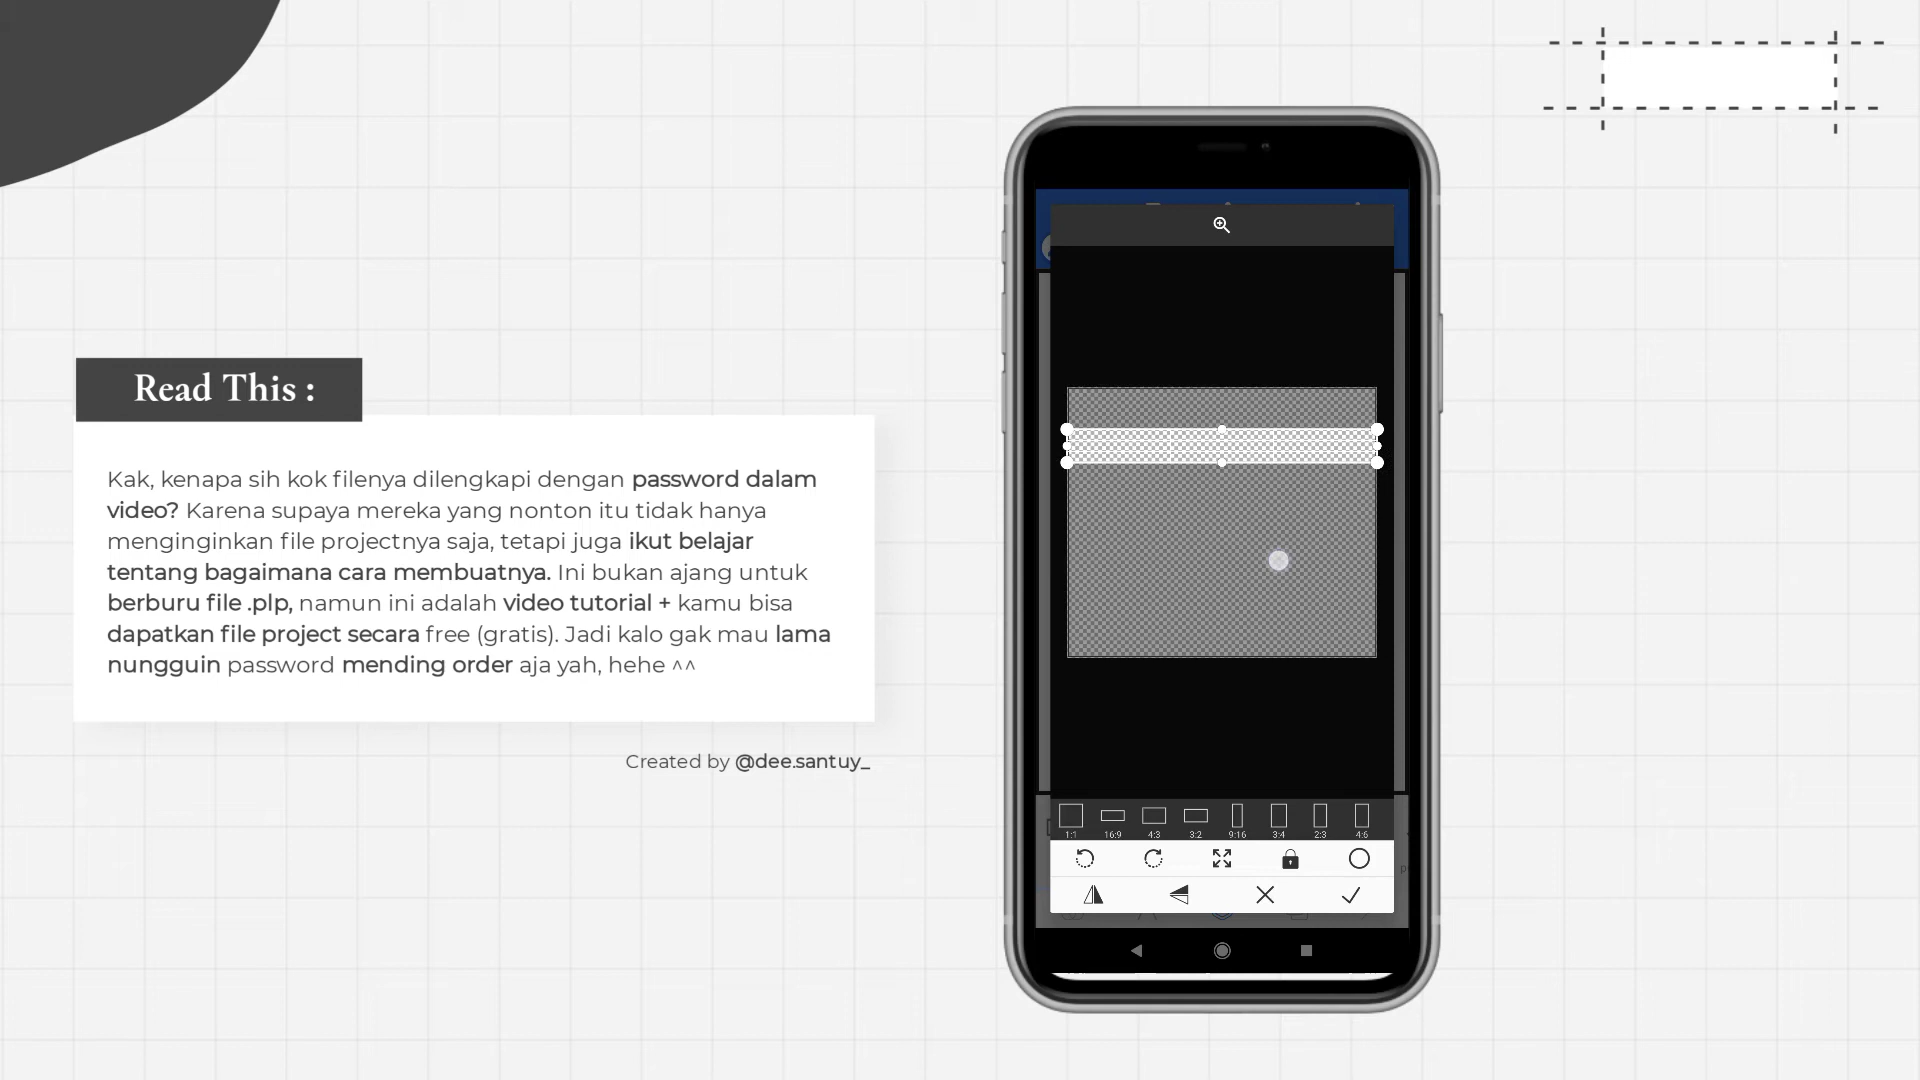 Read This :
Kak, kenapa sih kok filenya dilengkapi dengan password dalam
video? Karena supaya mereka yang nonton itu tidak hanya
menginginkan file projectnya saja, tetapi juga ikut belajar
tentang bagaimana cara membuatnya. Ini bukan ajang untuk
berburu file .plp, namun ini adalah video tutorial + kamu bisa
dapatkan file project secara free (gratis). Jadi kalo gak mau lama
nungguin password mending order aja yah, hehe ^^
Created by @dee.santuy_
1:1 16:9 4:3 3:2 9:16 3:4 2:3 4:6